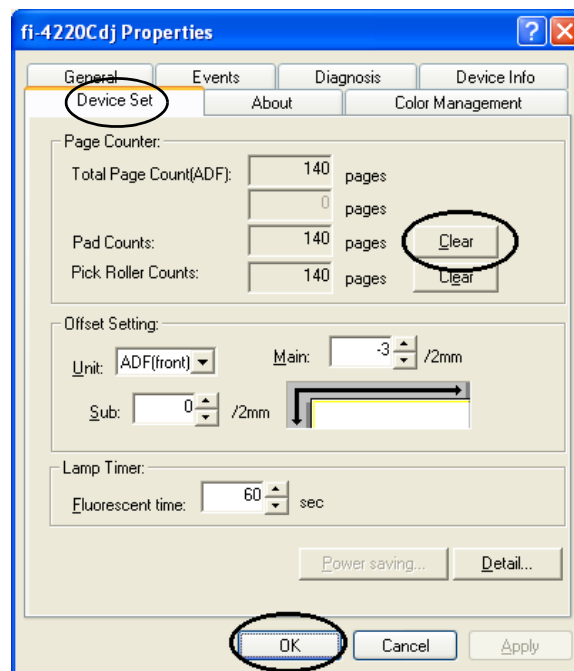 fi-4220Cdj Properties
General Events Diagnosis Device Info
Device Set About Color Management
Page Counter:
Total Page Count(ADF): 140 pages
0 pages
Pad Counts: 140 pages Clear
Pick Roller Counts: 140 pages Clear
Offset Setting:
Unit: ADF(front) Main: -3 /2mm
Sub: 0 /2mm
Lamp Timer:
Fluorescent time: 60 sec
Power saving... Detail...
OK Cancel Apply